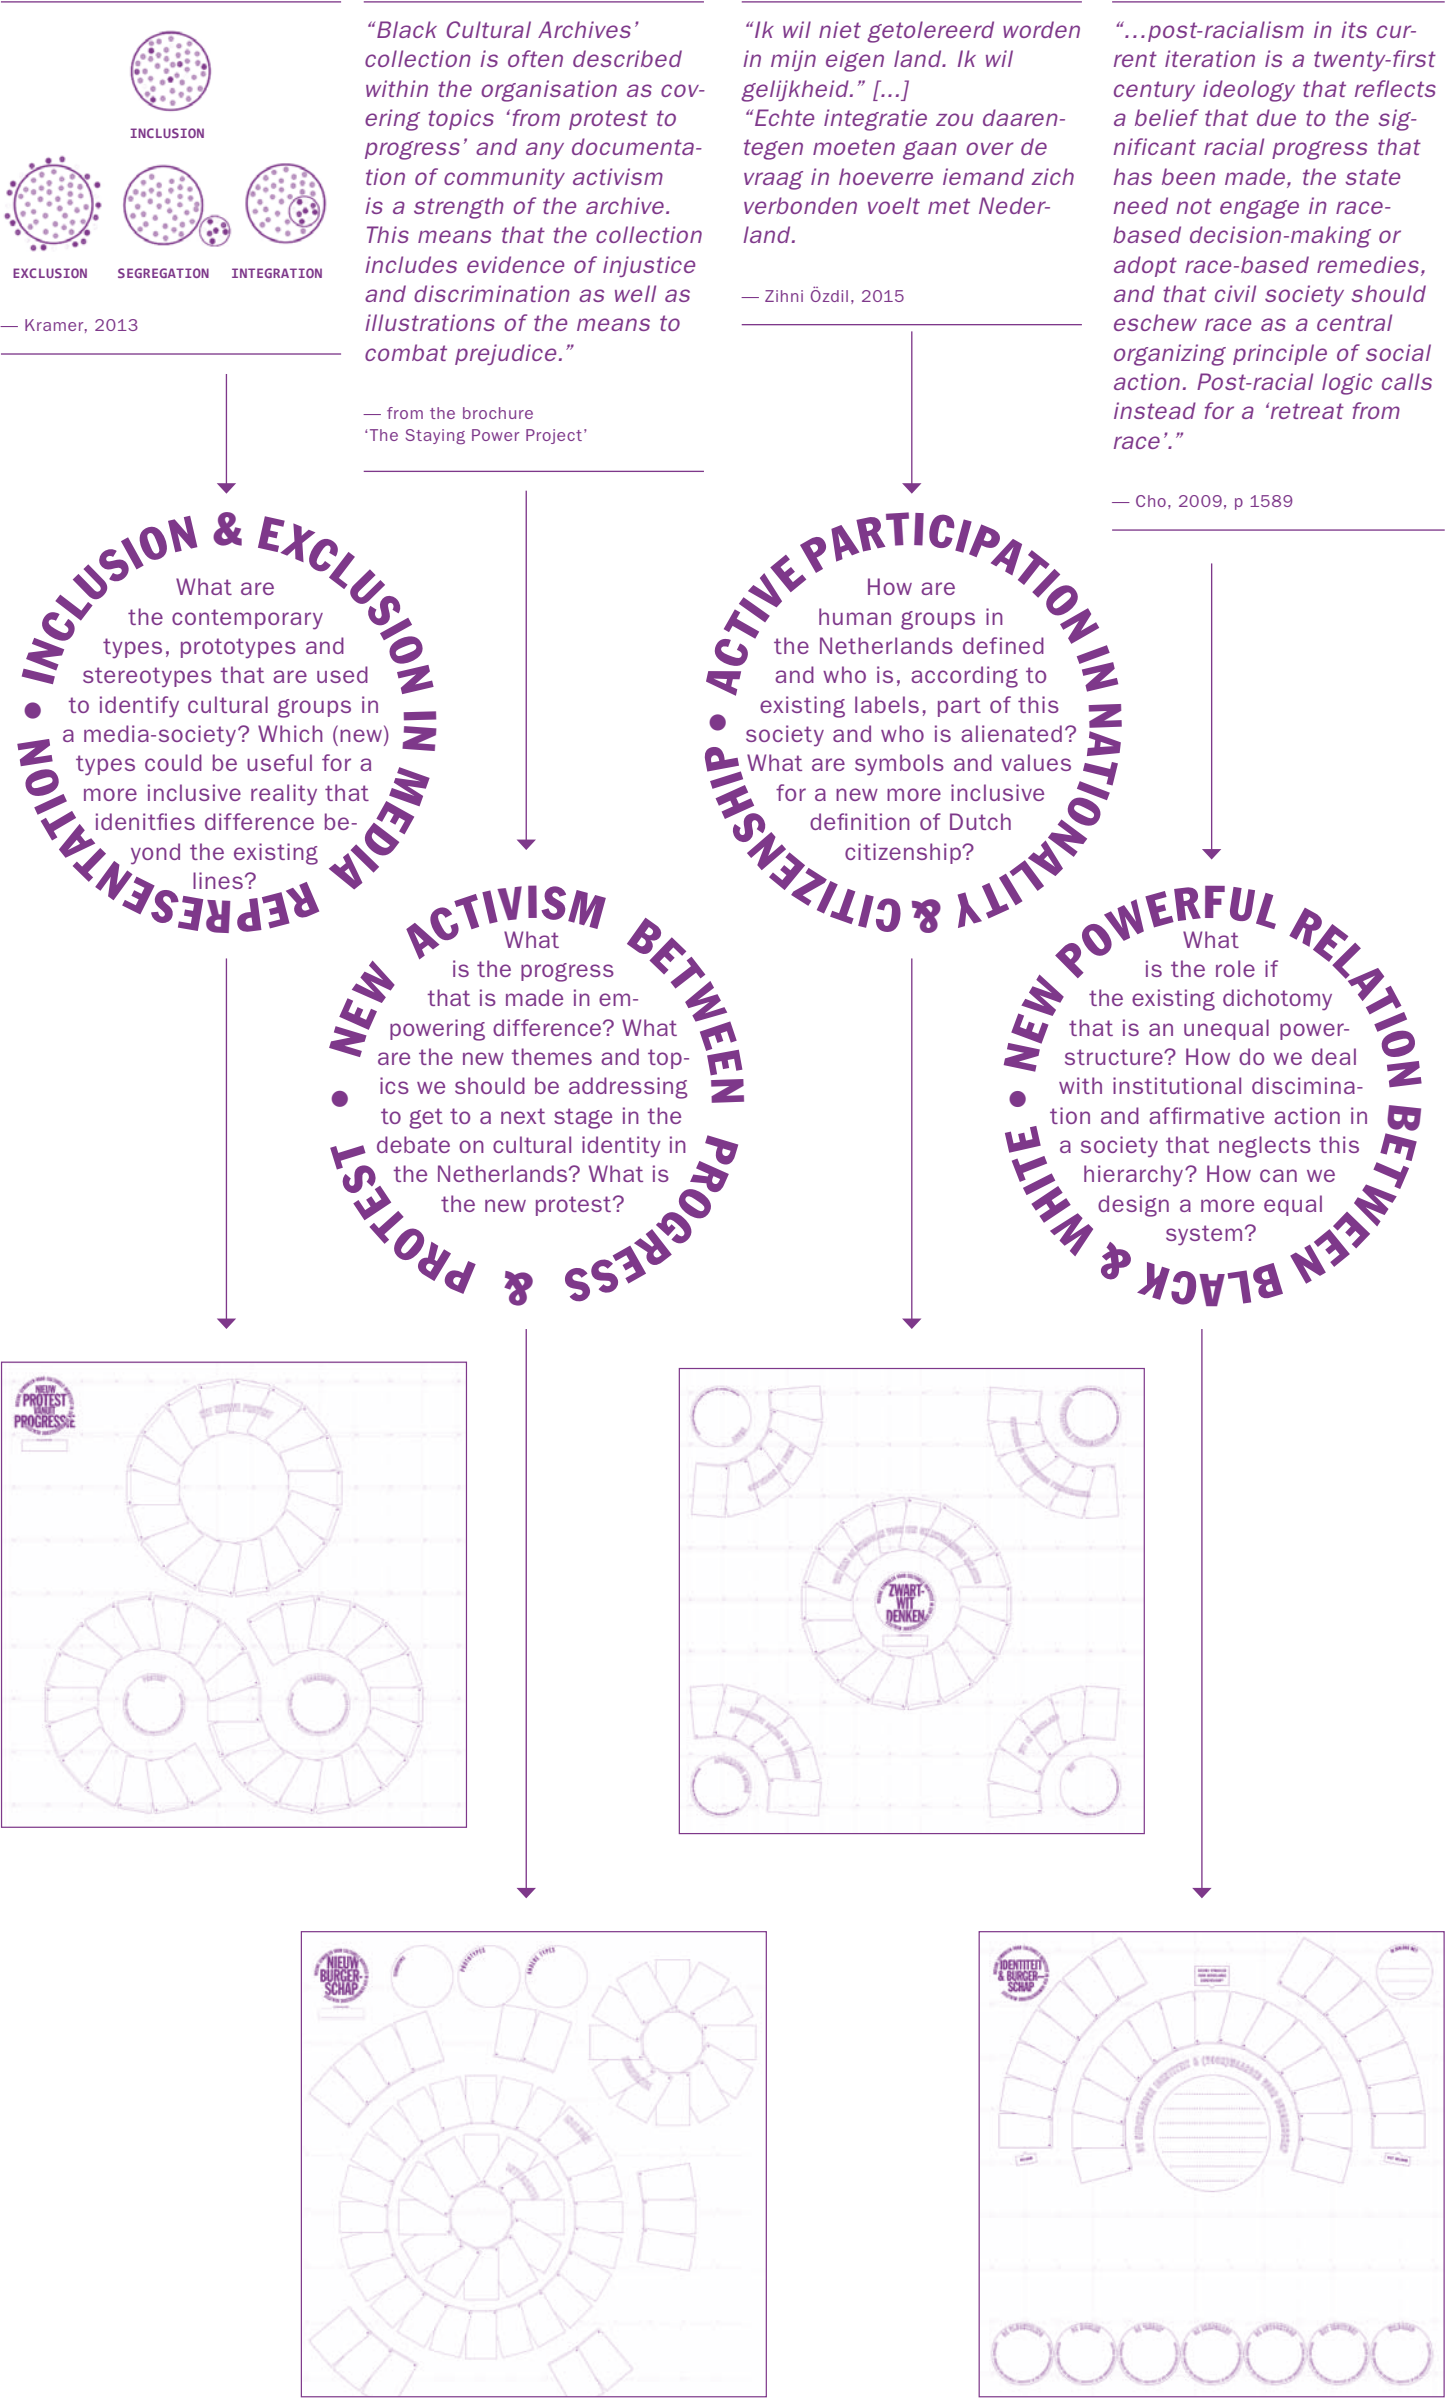 INCLUSION
EXCLUSION
SEGREGATION
INTEGRATION
— Kramer, 2013
“Black Cultural Archives’
collection is often described
within the organisation as cov-
ering topics ‘from protest to
progress’ and any documenta-
tion of community activism
is a strength of the archive.
This means that the collection
includes evidence of injustice
and discrimination as well as
illustrations of the means to
combat prejudice.”
— from the brochure
‘The Staying Power Project’
“Ik wil niet getolereerd worden
in mijn eigen land. Ik wil
gelijkheid.” [...]
“Echte integratie zou daaren-
tegen moeten gaan over de
vraag in hoeverre iemand zich
verbonden voelt met Neder-
land.
— Zihni Özdil, 2015
“...post-racialism in its cur-
rent iteration is a twenty-first
century ideology that reflects
a belief that due to the sig-
nificant racial progress that
has been made, the state
need not engage in race-
based decision-making or
adopt race-based remedies,
and that civil society should
eschew race as a central
organizing principle of social
action. Post-racial logic calls
instead for a ‘retreat from
race’.”
— Cho, 2009, p 1589
• INCLUSION & EXCLUSION IN MEDIA REPRESENTATION
What are
the contemporary
types, prototypes and
stereotypes that are used
to identify cultural groups in
a media-society? Which (new)
types could be useful for a
more inclusive reality that
idenitfies difference be-
yond the existing
lines?
• NEW ACTIVISM BETWEEN PROGRESS & PROTEST
What
is the progress
that is made in em-
powering difference? What
are the new themes and top-
ics we should be addressing
to get to a next stage in the
debate on cultural identity in
the Netherlands? What is
the new protest?
• ACTIVE PARTICIPATION IN NATIONALITY & CITIZENSHIP
How are
human groups in
the Netherlands defined
and who is, according to
existing labels, part of this
society and who is alienated?
What are symbols and values
for a new more inclusive
definition of Dutch
citizenship?
• NEW POWERFUL RELATION BETWEEN BLACK & WHITE
What
is the role if
the existing dichotomy
that is an unequal power-
structure? How do we deal
with institutional discimina-
tion and affirmative action in
a society that neglects this
hierarchy? How can we
design a more equal
system?
NIEUW
PROTEST
VANUIT
PROGRESSIE
ZWART-
WIT
DENKEN
NIEUW
BURGER-
SCHAP
PROTOTYPES
ANDERE TYPES
IDENTITEIT
& BURGER-
SCHAP